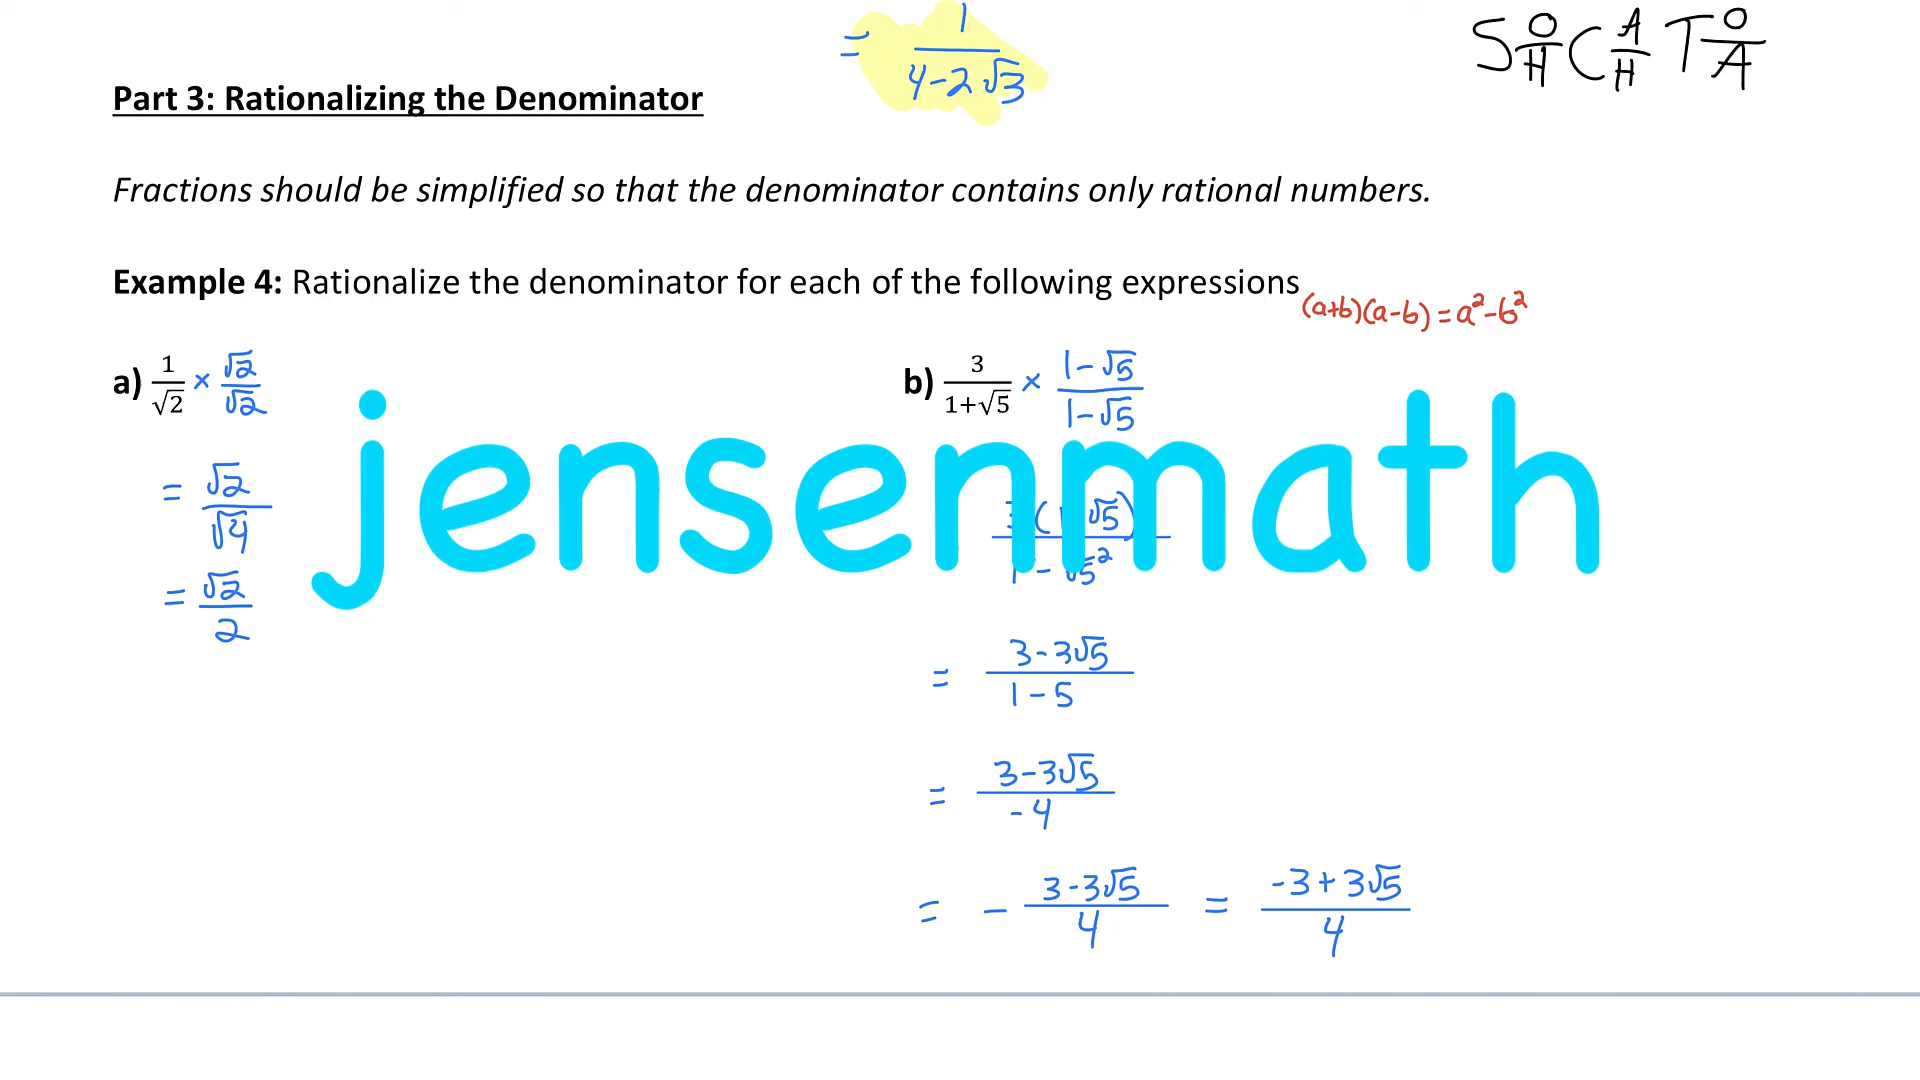 = 1/(4-2√3)
S O/H C A/H T O/A
Part 3: Rationalizing the Denominator
Fractions should be simplified so that the denominator contains only rational numbers.
Example 4: Rationalize the denominator for each of the following expressions
(a+b)(a-b) = a²-b²
a) 1/√2 × √2/√2
= √2/√4
= √2/2
b) 3/(1+√5) × (1-√5)/(1-√5)
jensenmath
= (3-3√5)/(1-5)
= (3-3√5)/-4
= - (3-3√5)/4 = (-3+3√5)/4